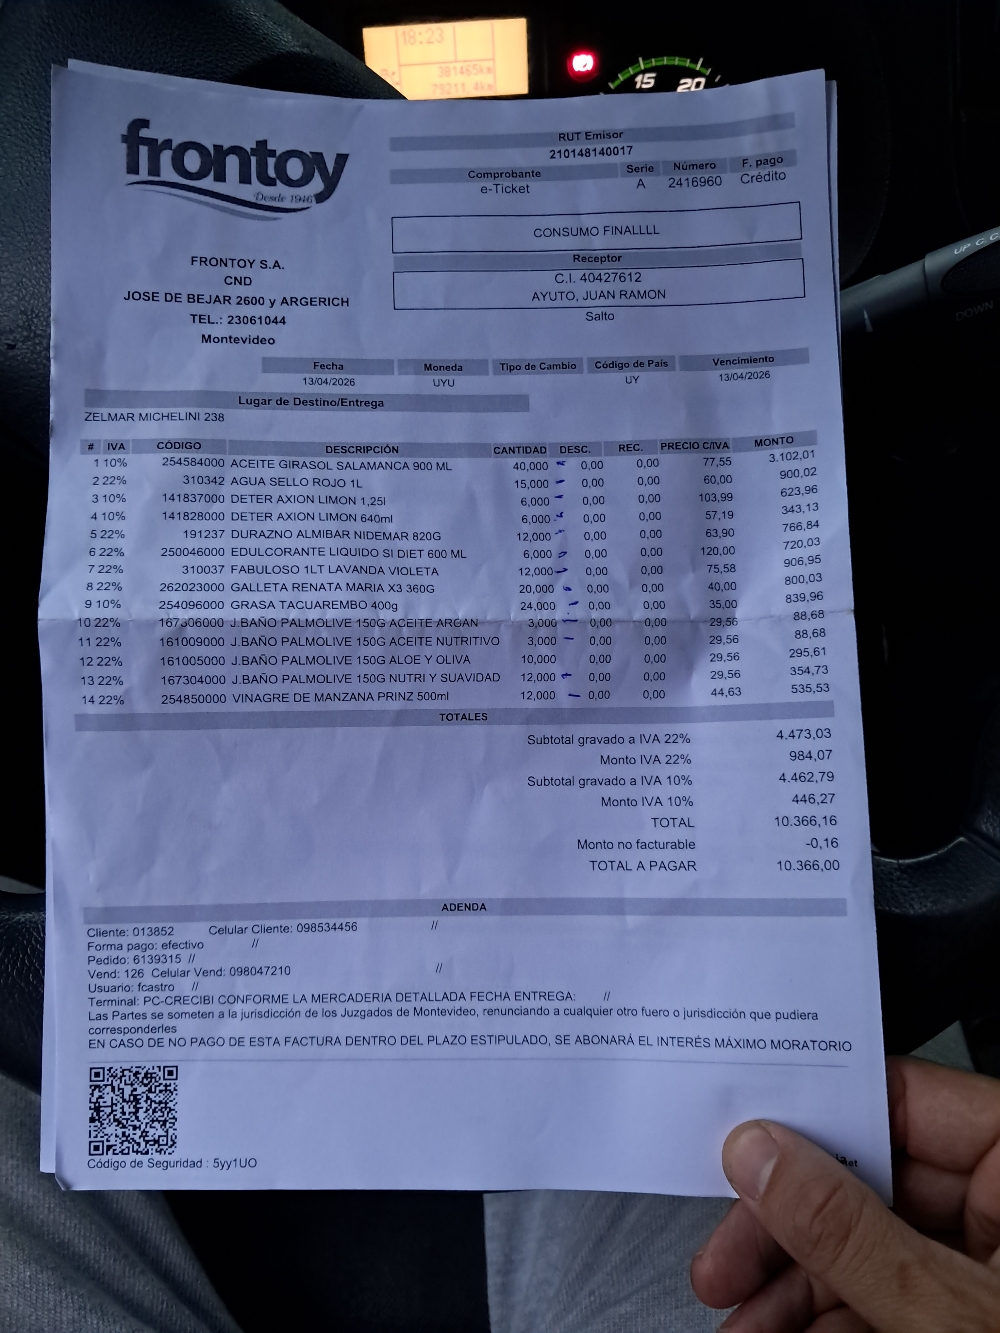 18:23
381465km
79211.4km
15 20
UP
DOWN
frontoy
Desde 1946
RUT Emisor
210148140017
Comprobante Serie Número F. pago
e-Ticket A 2416960 Crédito
CONSUMO FINALLLL
Receptor
C.I. 40427612
AYUTO, JUAN RAMON
Salto
FRONTOY S.A.
CND
JOSE DE BEJAR 2600 y ARGERICH
TEL.: 23061044
Montevideo
Fecha Moneda Tipo de Cambio Código de País Vencimiento
13/04/2026 UYU UY 13/04/2026
Lugar de Destino/Entrega
ZELMAR MICHELINI 238
# IVA CÓDIGO DESCRIPCIÓN CANTIDAD DESC. REC. PRECIO C/IVA MONTO
1 10% 254584000 ACEITE GIRASOL SALAMANCA 900 ML 40,000 0,00 0,00 77,55 3.102,01
2 22% 310342 AGUA SELLO ROJO 1L 15,000 0,00 0,00 60,00 900,02
3 10% 141837000 DETER AXION LIMON 1,25l 6,000 0,00 0,00 103,99 623,96
4 10% 141828000 DETER AXION LIMON 640ml 6,000 0,00 0,00 57,19 343,13
5 22% 191237 DURAZNO ALMIBAR NIDEMAR 820G 12,000 0,00 0,00 63,90 766,84
6 22% 250046000 EDULCORANTE LIQUIDO SI DIET 600 ML 6,000 0,00 0,00 120,00 720,03
7 22% 310037 FABULOSO 1LT LAVANDA VIOLETA 12,000 0,00 0,00 75,58 906,95
8 22% 262023000 GALLETA RENATA MARIA X3 360G 20,000 0,00 0,00 40,00 800,03
9 10% 254096000 GRASA TACUAREMBO 400g 24,000 0,00 0,00 35,00 839,96
10 22% 167306000 J.BAÑO PALMOLIVE 150G ACEITE ARGAN 3,000 0,00 0,00 29,56 88,68
11 22% 161009000 J.BAÑO PALMOLIVE 150G ACEITE NUTRITIVO 3,000 0,00 0,00 29,56 88,68
12 22% 161005000 J.BAÑO PALMOLIVE 150G ALOE Y OLIVA 10,000 0,00 0,00 29,56 295,61
13 22% 167304000 J.BAÑO PALMOLIVE 150G NUTRI Y SUAVIDAD 12,000 0,00 0,00 29,56 354,73
14 22% 254850000 VINAGRE DE MANZANA PRINZ 500ml 12,000 0,00 0,00 44,63 535,53
TOTALES
Subtotal gravado a IVA 22% 4.473,03
Monto IVA 22% 984,07
Subtotal gravado a IVA 10% 4.462,79
Monto IVA 10% 446,27
TOTAL 10.366,16
Monto no facturable -0,16
TOTAL A PAGAR 10.366,00
ADENDA
Cliente: 013852 Celular Cliente: 098534456 //
Forma pago: efectivo //
Pedido: 6139315 //
Vend: 126 Celular Vend: 098047210 //
Usuario: fcastro //
Terminal: PC-CRECIBI CONFORME LA MERCADERIA DETALLADA FECHA ENTREGA: //
Las Partes se someten a la jurisdicción de los Juzgados de Montevideo, renunciando a cualquier otro fuero o jurisdicción que pudiera
corresponderles
EN CASO DE NO PAGO DE ESTA FACTURA DENTRO DEL PLAZO ESTIPULADO, SE ABONARÁ EL INTERÉS MÁXIMO MORATORIO
Código de Seguridad : 5yy1UO